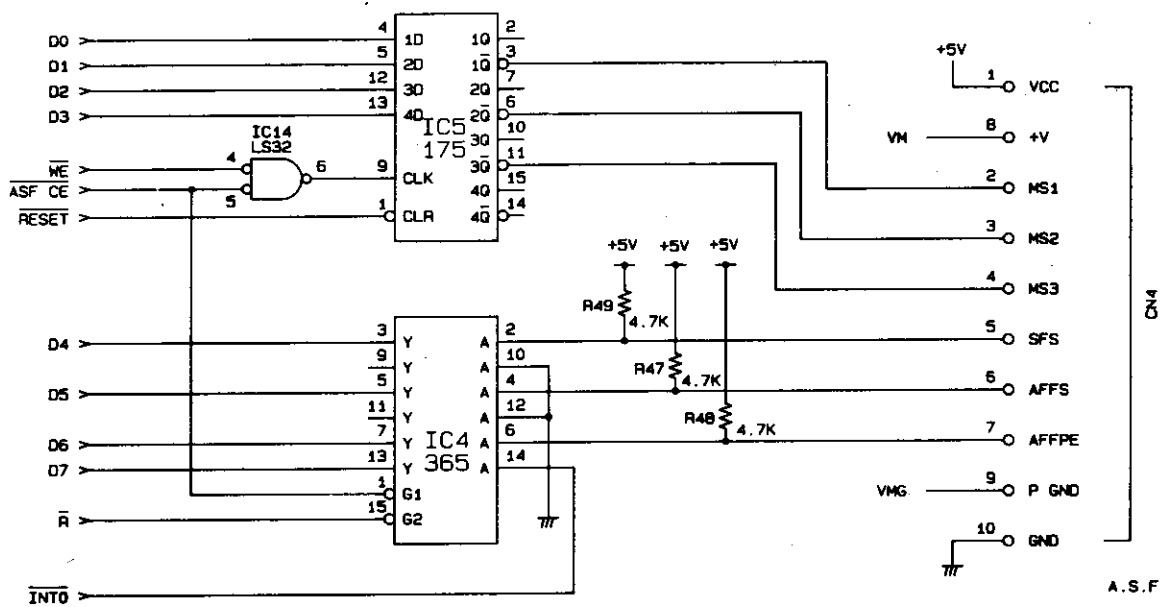 D0
D1
D2
D3
IC14
LS32
WE
ASF CE
RESET
4
5
6
4
5
12
13
9
1
1D
2D
3D
4D
CLK
CLR
IC5
175
1Q
1Q
2Q
2Q
3Q
3Q
4Q
4Q
2
3
7
6
10
11
15
14
+5V
+5V
+5V
R49
4.7K
R47
4.7K
R48
4.7K
D4
D5
D6
D7
R
INT0
3
9
5
11
7
13
1
15
Y
Y
Y
Y
Y
Y
G1
G2
IC4
365
A
A
A
A
A
A
2
10
4
12
6
14
+5V
1 VCC
VM 8 +V
2 MS1
3 MS2
4 MS3
5 SFS
6 AFFS
7 AFFPE
VMG 9 P GND
10 GND
CN4
A.S.F